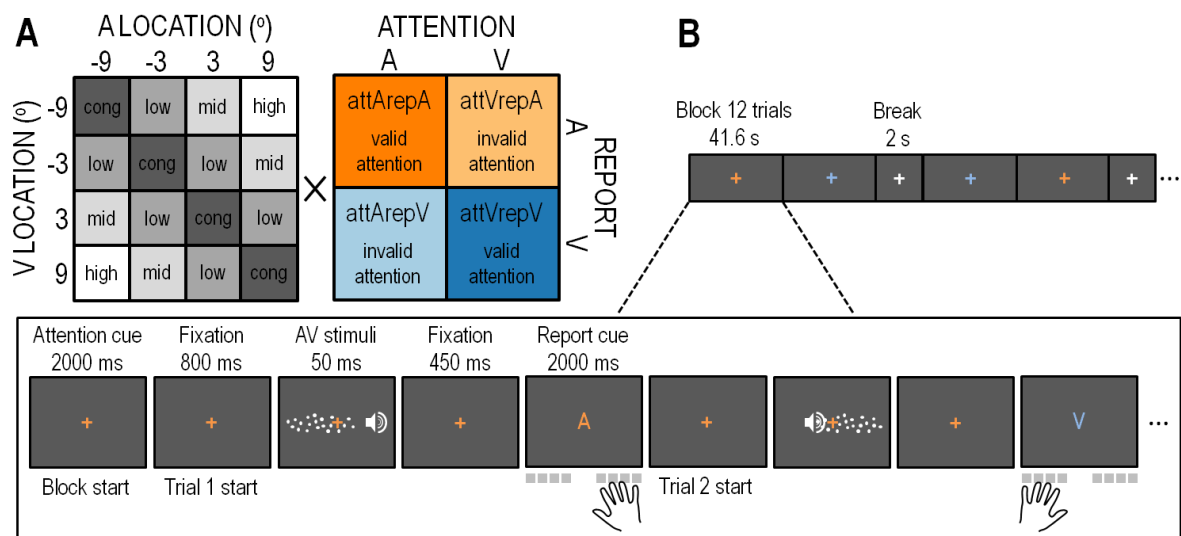 A
A LOCATION (º)
-9 -3 3 9
V LOCATION (º)
-9 cong low mid high
-3 low cong low mid
3 mid low cong low
9 high mid low cong
×
ATTENTION
A V
attArepA attVrepA
valid invalid
attention attention
A
attArepV attVrepV
invalid valid
attention attention
V
REPORT
B
Block 12 trials Break
41.6 s 2 s
+ + + + + + ...
Attention cue Fixation AV stimuli Fixation Report cue
2000 ms 800 ms 50 ms 450 ms 2000 ms
+ + + + A + + + V ...
Block start Trial 1 start Trial 2 start